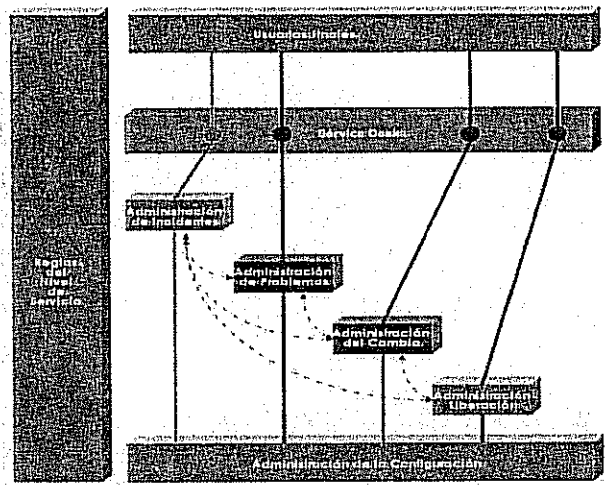 Usuarios Finales
Service Desk
Administración
de Incidentes
Reglas
del
Nivel
de
Servicio
Administración
de Problemas
Administración
del Cambio
Administración
Liberación
Administración de la Configuración